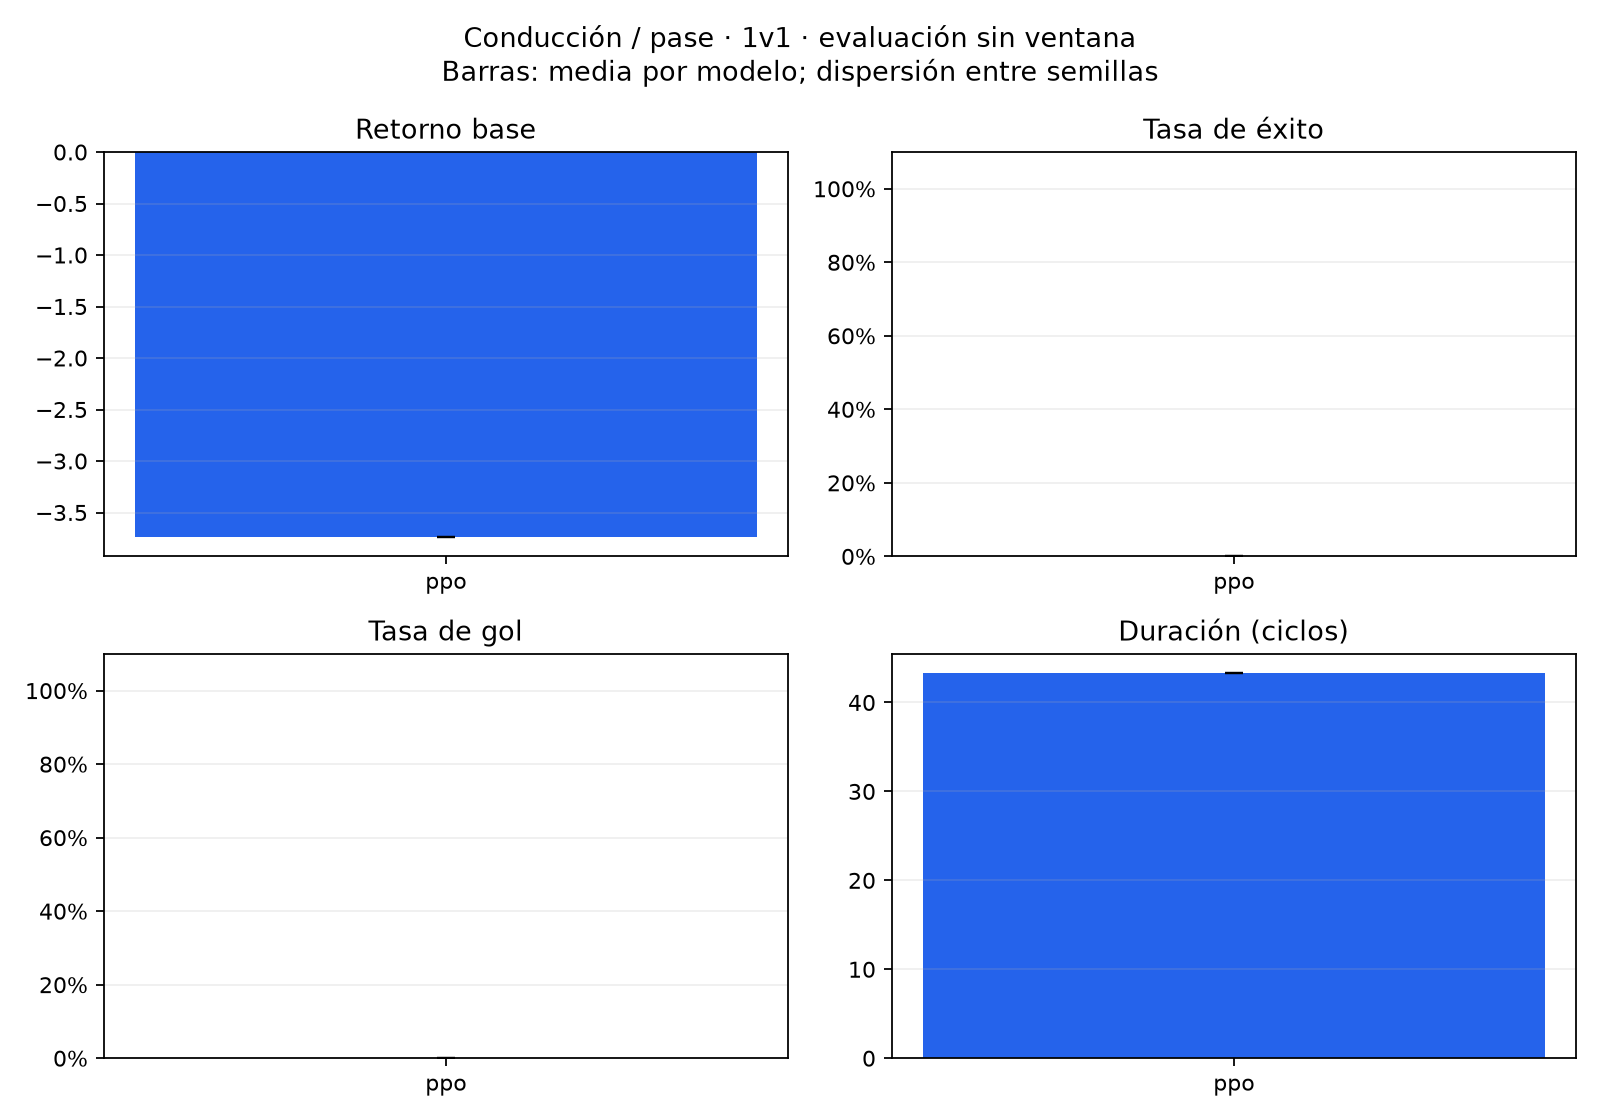 Conducción / pase · 1v1 · evaluación sin ventana
Barras: media por modelo; dispersión entre semillas
Retorno base
0.0
−0.5
−1.0
−1.5
−2.0
−2.5
−3.0
−3.5
ppo
Tasa de éxito
100%
80%
60%
40%
20%
0%
ppo
Tasa de gol
100%
80%
60%
40%
20%
0%
ppo
Duración (ciclos)
40
30
20
10
0
ppo